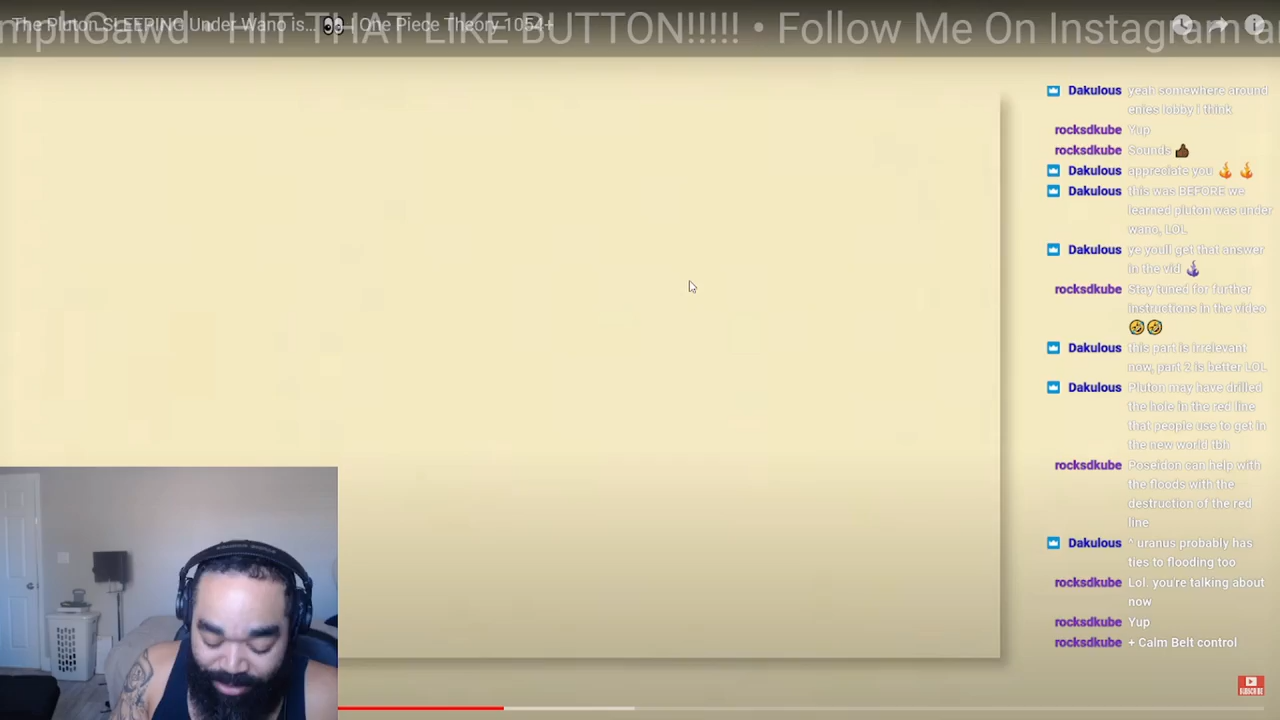 The Pluton SLEEPING Under Wano is... 👀 | One Piece Theory 1054+
mphGawd • HIT THAT LIKE BUTTON!!!!! • Follow Me On Instagram a
Dakulous yeah somewhere around
enies lobby i think
rocksdkube Yup
rocksdkube Sounds 👍🏿
Dakulous appreciate you 🔥 🔥
Dakulous this was BEFORE we
learned pluton was under
wano, LOL
Dakulous ye youll get that answer
in the vid
rocksdkube Stay tuned for further
instructions in the video
🤣 🤣
Dakulous this part is irrelevant
now, part 2 is better LOL
Dakulous Pluton may have drilled
the hole in the red line
that people use to get in
the new world tbh
rocksdkube Poseidon can help with
the floods with the
destruction of the red
line
Dakulous ^ uranus probably has
ties to flooding too
rocksdkube Lol, you're talking about
now
rocksdkube Yup
rocksdkube + Calm Belt control
SUBSCRIBE